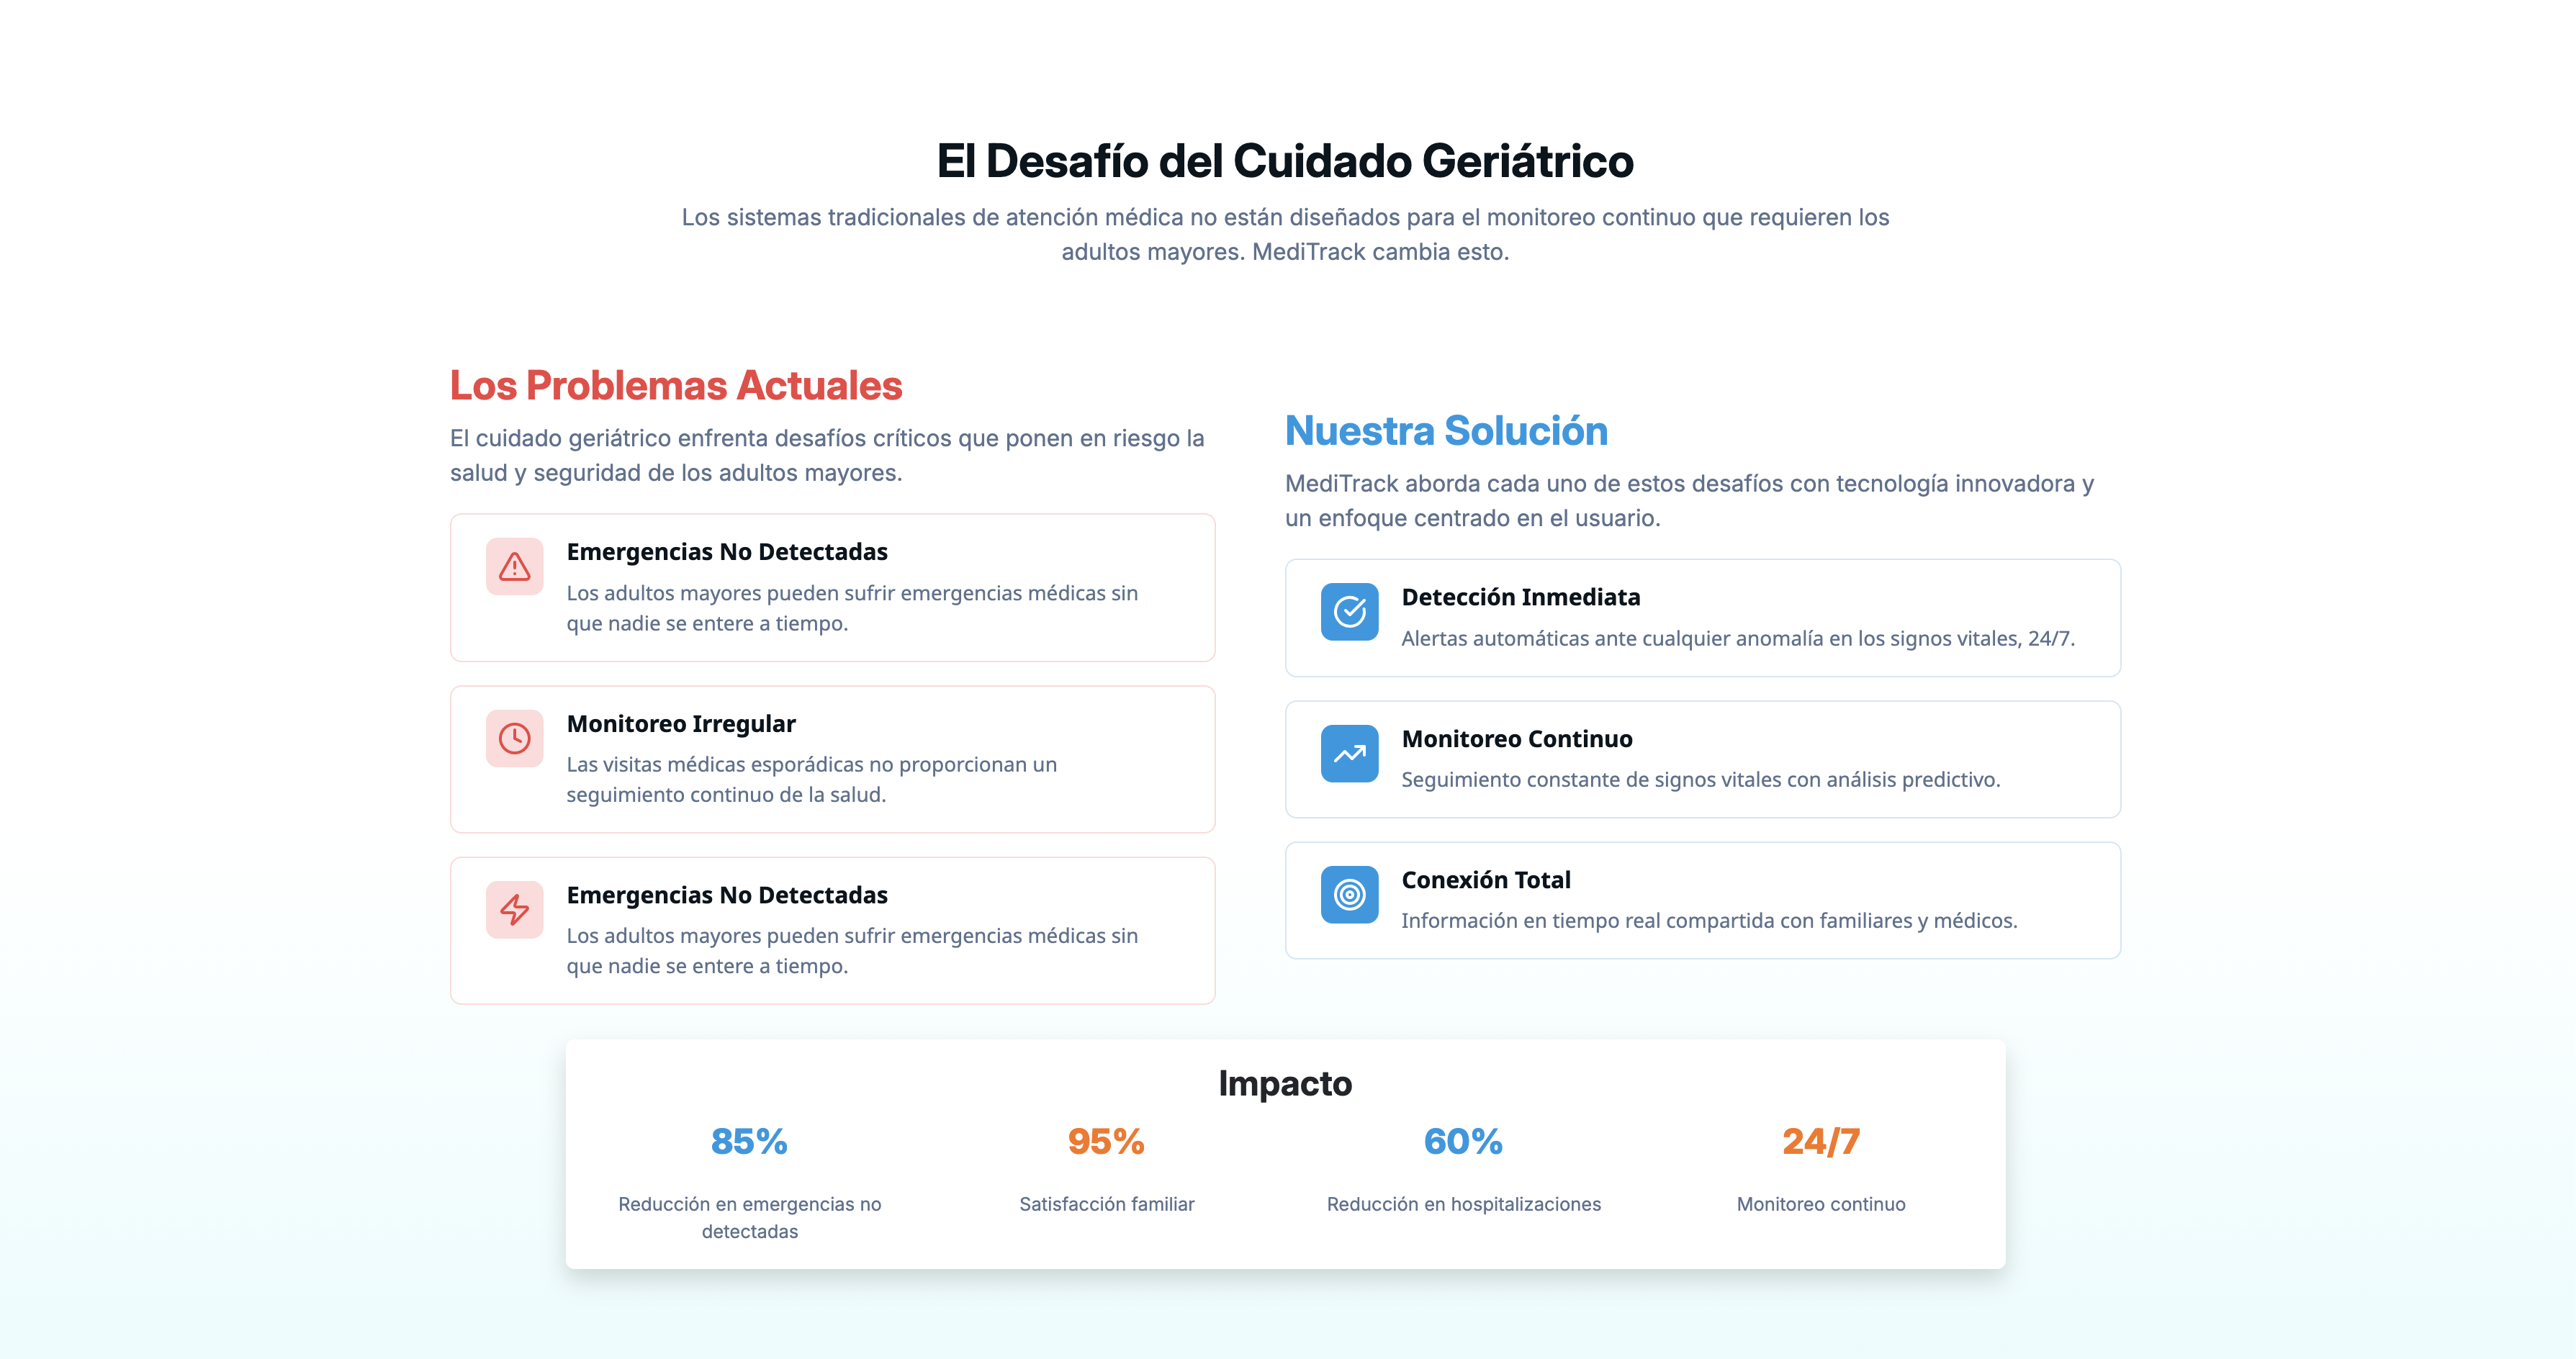 El Desafío del Cuidado Geriátrico
Los sistemas tradicionales de atención médica no están diseñados para el monitoreo continuo que requieren los
adultos mayores. MediTrack cambia esto.
Los Problemas Actuales
El cuidado geriátrico enfrenta desafíos críticos que ponen en riesgo la
salud y seguridad de los adultos mayores.
Emergencias No Detectadas
Los adultos mayores pueden sufrir emergencias médicas sin
que nadie se entere a tiempo.
Monitoreo Irregular
Las visitas médicas esporádicas no proporcionan un
seguimiento continuo de la salud.
Emergencias No Detectadas
Los adultos mayores pueden sufrir emergencias médicas sin
que nadie se entere a tiempo.
Nuestra Solución
MediTrack aborda cada uno de estos desafíos con tecnología innovadora y
un enfoque centrado en el usuario.
Detección Inmediata
Alertas automáticas ante cualquier anomalía en los signos vitales, 24/7.
Monitoreo Continuo
Seguimiento constante de signos vitales con análisis predictivo.
Conexión Total
Información en tiempo real compartida con familiares y médicos.
Impacto
85%
Reducción en emergencias no
detectadas
95%
Satisfacción familiar
60%
Reducción en hospitalizaciones
24/7
Monitoreo continuo